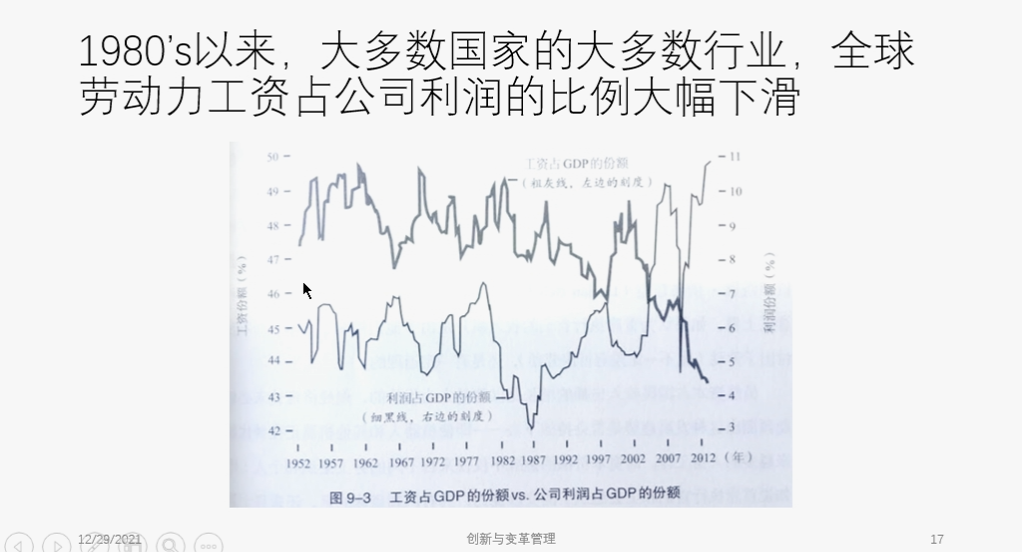 1980’s以来，大多数国家的大多数行业，全球
劳动力工资占公司利润的比例大幅下滑
工资占GDP的份额
（粗灰线，左边的刻度）
50
49
48
47
46
45
44
43
42
工资份额（%）
11
10
9
8
7
6
5
4
3
利润份额（%）
利润占GDP的份额
（细黑线，右边的刻度）
1952 1957 1962 1967 1972 1977 1982 1987 1992 1997 2002 2007 2012（年）
图 9-3 工资占GDP的份额vs. 公司利润占GDP的份额
12/29/2021 创新与变革管理 17